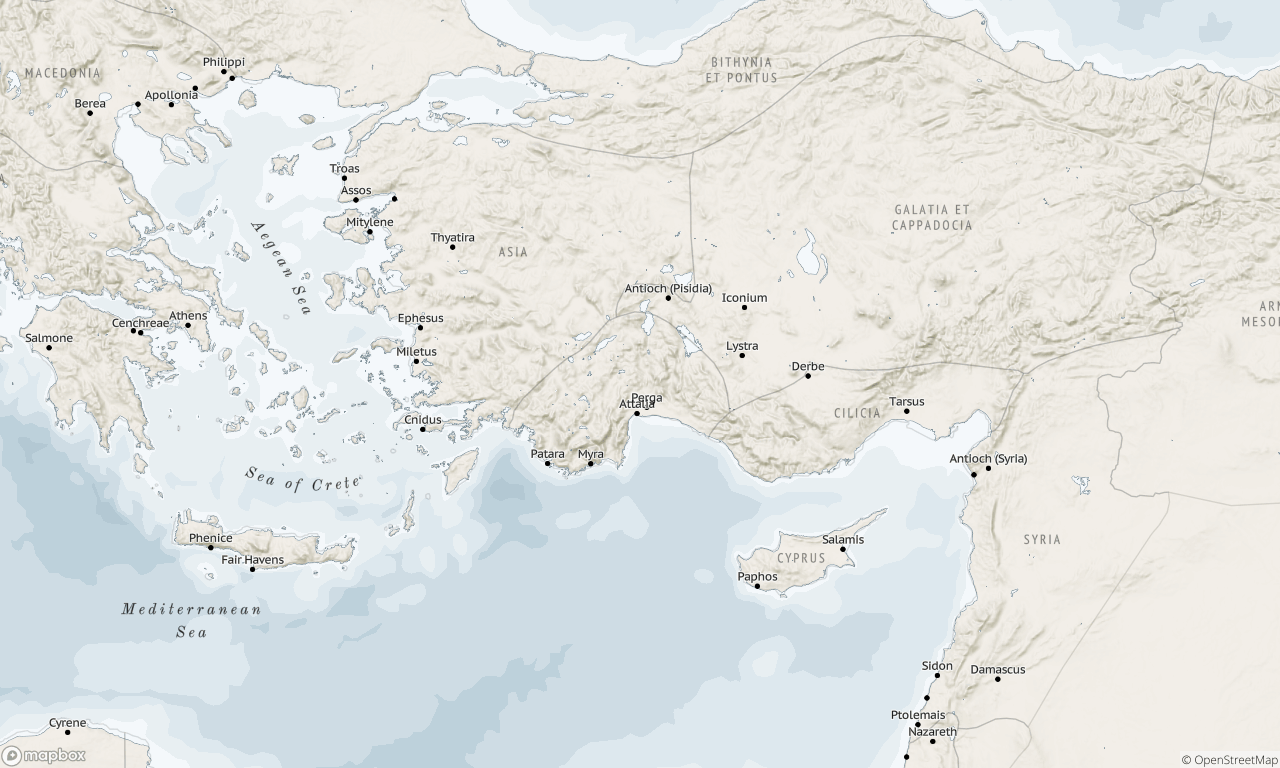 Philippi
BITHYNIA
ET PONTUS
MACEDONIA
Berea
Apollonia
Troas
Assos
Mitylene
Thyatira
ASIA
GALATIA ET
CAPPADOCIA
Aegean Sea
Antioch (Pisidia)
Iconium
Ephesus
Athens
Cenchreae
Salmone
Miletus
Lystra
Derbe
Perga
Attalia
Cnidus
CILICIA
Tarsus
Patara
Myra
Antioch (Syria)
Sea of Crete
Phenice
Fair Havens
Salamis
CYPRUS
Paphos
SYRIA
Mediterranean
Sea
Sidon
Damascus
Ptolemais
Nazareth
Cyrene
mapbox
© OpenStreetMap